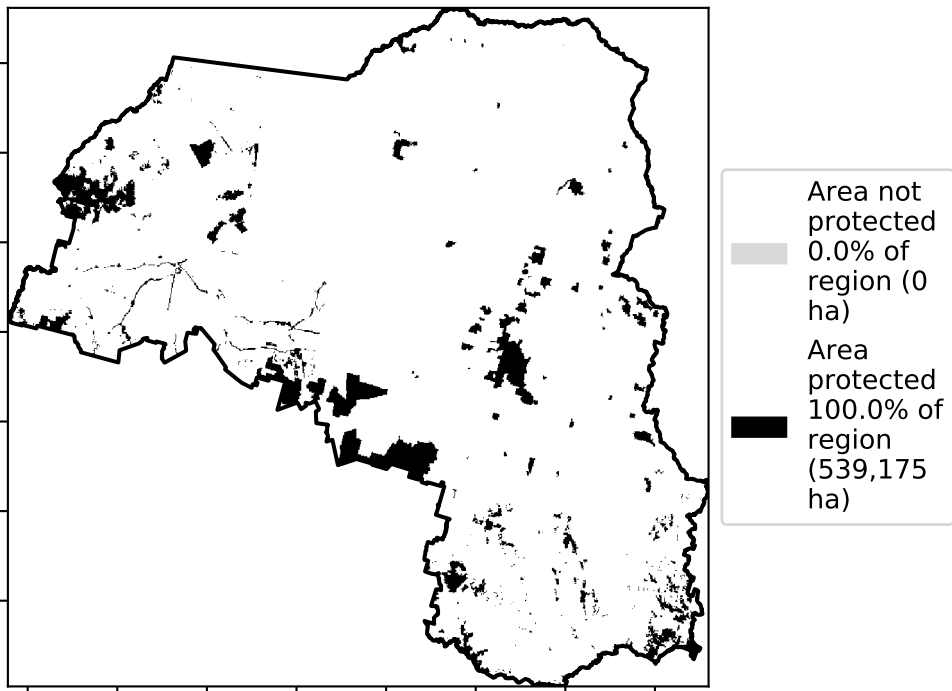 Area not
protected
0.0% of
region (0
ha)
Area
protected
100.0% of
region
(539,175
ha)